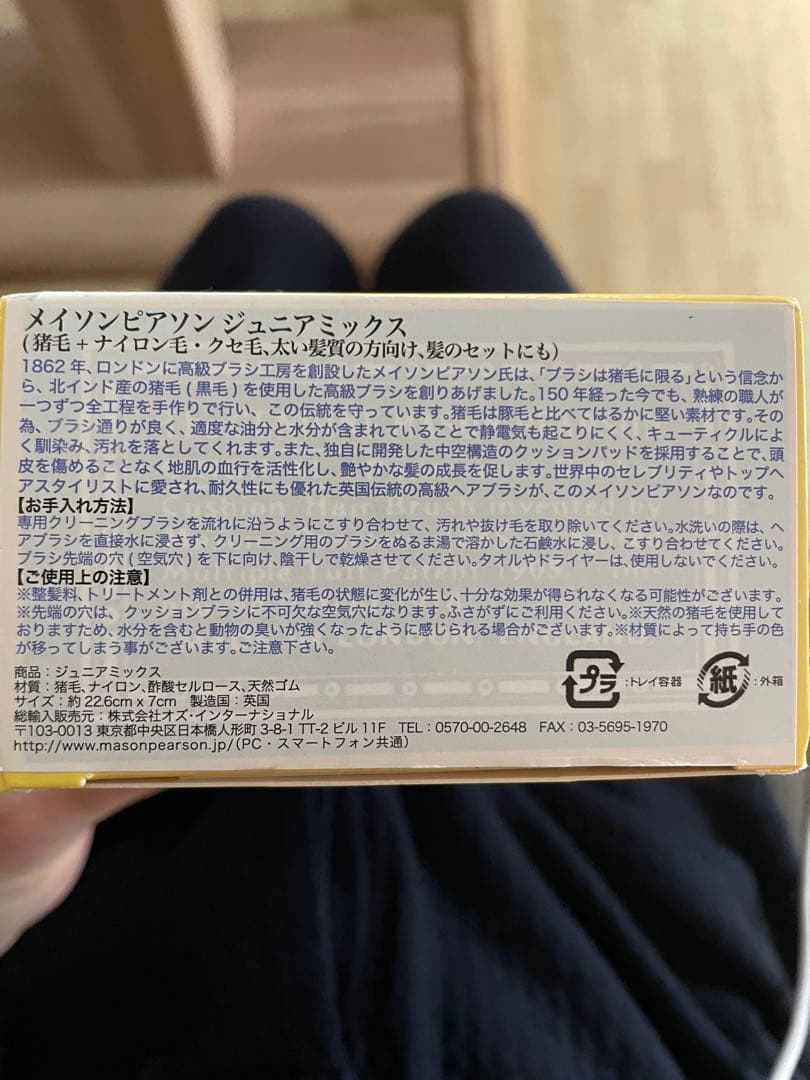 メイソンピアソン ジュニアミックス
(猪毛+ナイロン毛・クセ毛、太い髪質の方向け、髪のセットにも)
1862 年、ロンドンに高級ブラシ工房を創設したメイソンピアソン氏は、「ブラシは猪毛に限る」という信念か
ら、北インド産の猪毛 ( 黒毛 ) を使用した高級ブラシを創りあげました。150 年経った今でも、熟練の職人が
一つずつ全工程を手作りで行い、この伝統を守っています。猪毛は豚毛と比べてはるかに堅い素材です。その
為、ブラシ通りが良く、適度な油分と水分が含まれていることで静電気も起こりにくく、キューティクルによ
く馴染み、汚れを落としてくれます。また、独自に開発した中空構造のクッションパッドを採用することで、頭
皮を傷めることなく地肌の血行を活性化し、艶やかな髪の成長を促します。世界中のセレブリティやトップヘ
アスタイリストに愛され、耐久性にも優れた英国伝統の高級ヘアブラシが、このメイソンピアソンなのです。
【お手入れ方法】
専用クリーニングブラシを流れに沿うようにこすり合わせて、汚れや抜け毛を取り除いてください。水洗いの際は、ヘ
アブラシを直接水に浸さず、クリーニング用のブラシをぬるま湯で溶かした石鹸水に浸し、こすり合わせてください。
ブラシ先端の穴 ( 空気穴 ) を下に向け、陰干しで乾燥させてください。タオルやドライヤーは、使用しないでください。
【ご使用上の注意】
※整髪料、トリートメント剤との併用は、猪毛の状態に変化が生じ、十分な効果が得られなくなる可能性がございます。
※先端の穴は、クッションブラシに不可欠な空気穴になります。ふさがずにご利用ください。※天然の猪毛を使用して
おりますため、水分を含むと動物の臭いが強くなったように感じられる場合がございます。※材質によって持ち手の色
が移ってしまう事がございます。ご注意下さい。
商品：ジュニアミックス
材質：猪毛、ナイロン、酢酸セルロース、天然ゴム
サイズ：約 22.6cm x 7cm 製造国：英国
総輸入販売元：株式会社オズ・インターナショナル
〒103-0013 東京都中央区日本橋人形町 3-8-1 TT-2 ビル 11F TEL：0570-00-2648 FAX：03-5695-1970
http://www.masonpearson.jp/（PC・スマートフォン共通）
プラ ：トレイ容器 紙 ：外箱